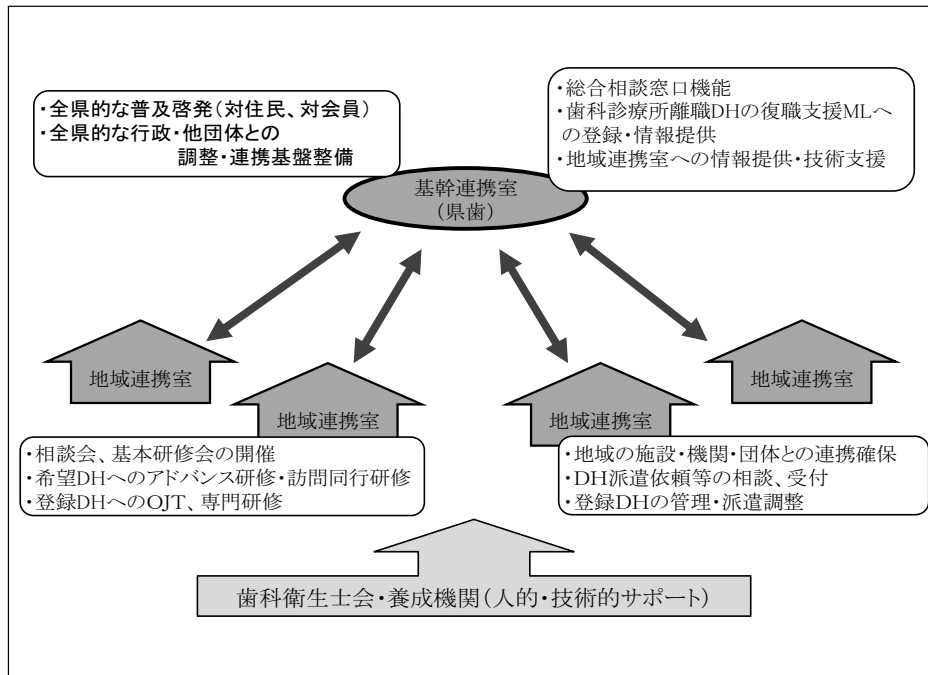 ・全県的な普及啓発(対住民、対会員)
・全県的な行政・他団体との
調整・連携基盤整備
・総合相談窓口機能
・歯科診療所離職DHの復職支援MLへ
の登録・情報提供
・地域連携室への情報提供・技術支援
基幹連携室
(県歯)
地域連携室
地域連携室
地域連携室
地域連携室
・相談会、基本研修会の開催
・希望DHへのアドバンス研修・訪問同行研修
・登録DHへのOJT、専門研修
・地域の施設・機関・団体との連携確保
・DH派遣依頼等の相談、受付
・登録DHの管理・派遣調整
歯科衛生士会・養成機関(人的・技術的サポート)